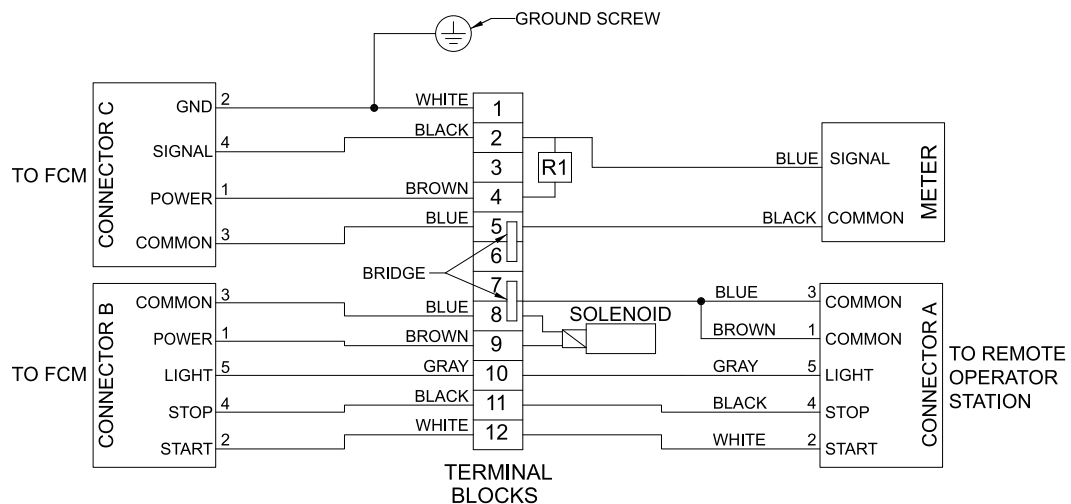 GROUND SCREW
TO FCM
CONNECTOR C
GND 2
SIGNAL 4
POWER 1
COMMON 3
WHITE
BLACK
BROWN
BLUE
BRIDGE
TO FCM
CONNECTOR B
COMMON 3
POWER 1
LIGHT 5
STOP 4
START 2
BLUE
BROWN
GRAY
BLACK
WHITE
1
2
3
4
5
6
7
8
9
10
11
12
TERMINAL
BLOCKS
R1
BLUE SIGNAL
BLACK COMMON
METER
SOLENOID
BLUE 3 COMMON
BROWN 1 COMMON
GRAY 5 LIGHT
BLACK 4 STOP
WHITE 2 START
CONNECTOR A
TO REMOTE
OPERATOR
STATION